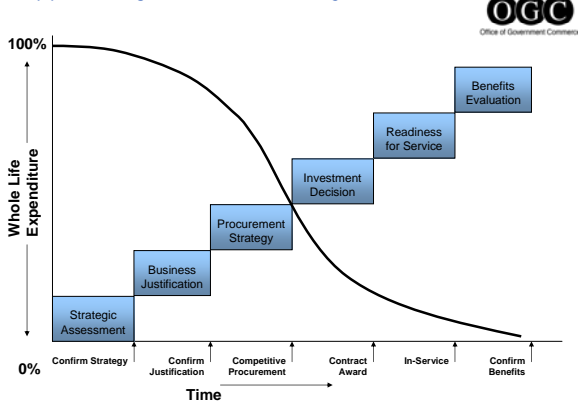 OGC
Office of Government Commerce
100%
Whole Life
Expenditure
0%
Benefits
Evaluation
Readiness
for Service
Investment
Decision
Procurement
Strategy
Business
Justification
Strategic
Assessment
Confirm Strategy
Confirm
Justification
Competitive
Procurement
Contract
Award
In-Service
Confirm
Benefits
Time